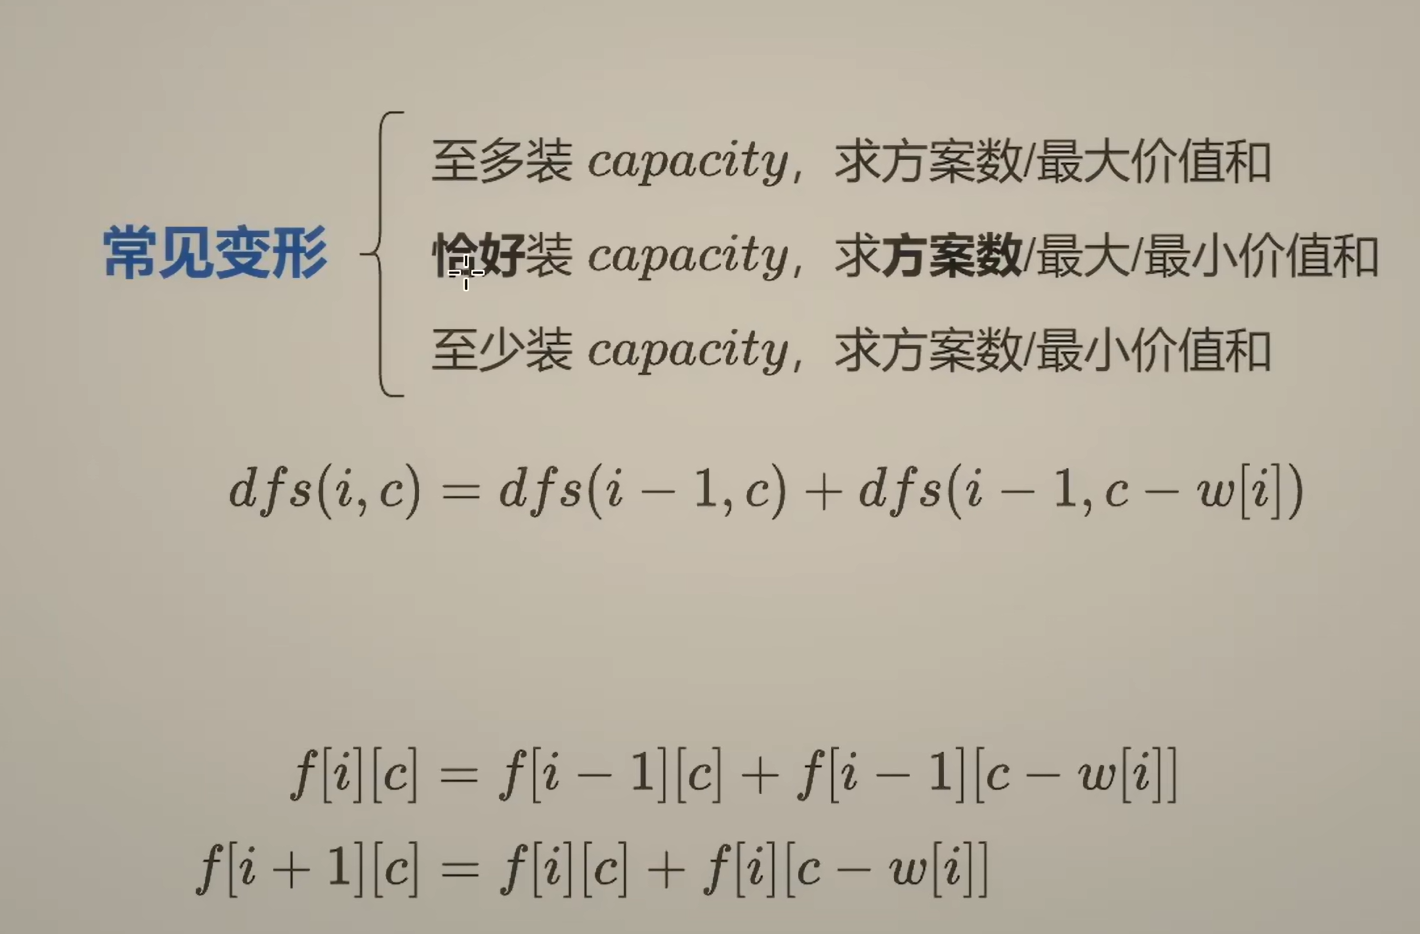 至多装 capacity，求方案数/最大价值和
常见变形
恰好装 capacity，求方案数/最大/最小价值和
至少装 capacity，求方案数/最小价值和
dfs(i, c) = dfs(i − 1, c) + dfs(i − 1, c − w[i])
f[i][c] = f[i − 1][c] + f[i − 1][c − w[i]]
f[i + 1][c] = f[i][c] + f[i][c − w[i]]